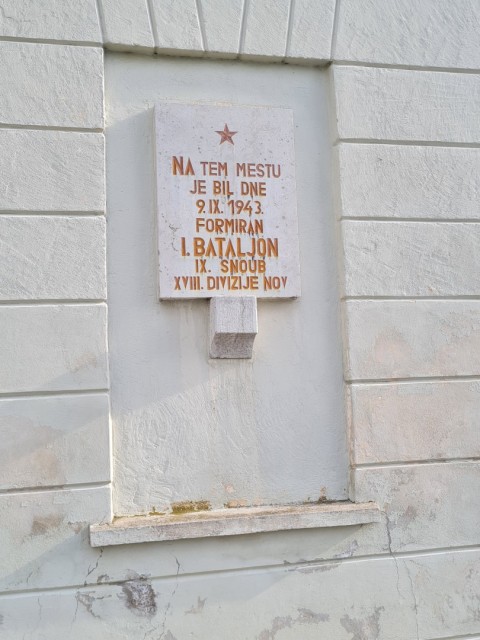 NA TEM MESTU
JE BIL DNE
9. IX. 1943.
FORMIRAN
I. BATALJON
IX. SNOUB
XVIII. DIVIZIJE NOV